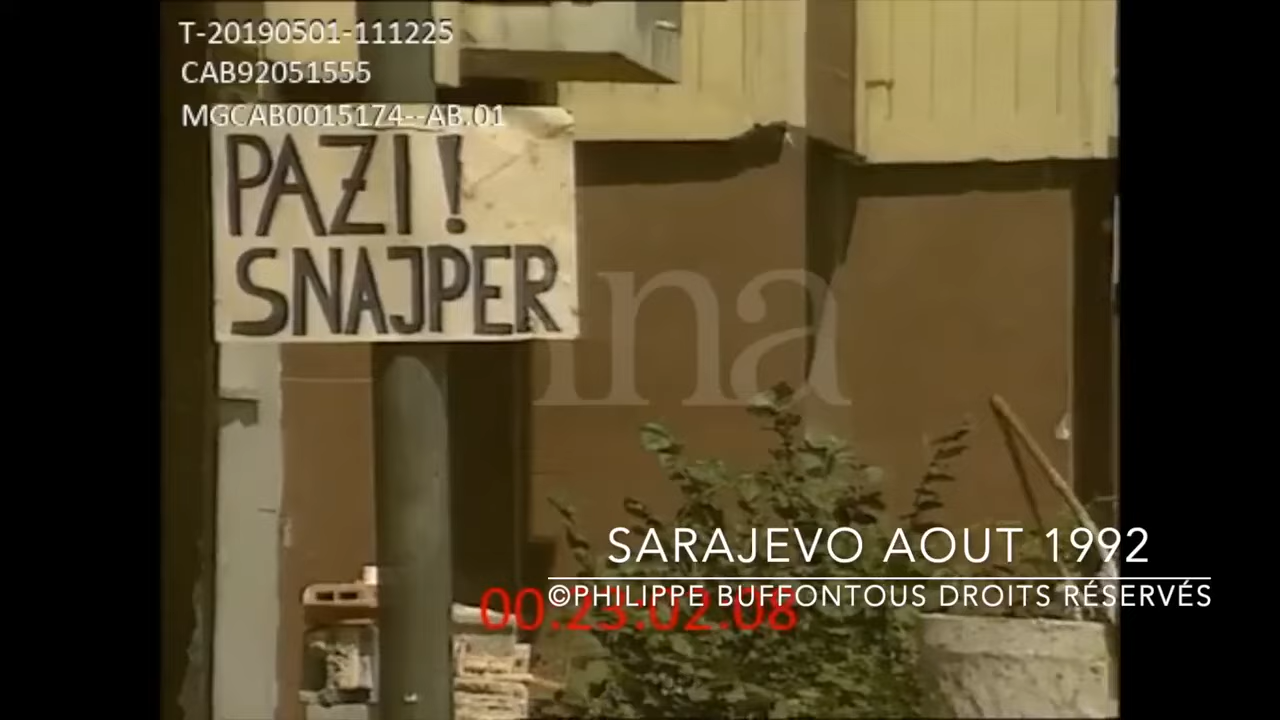 T-20190501-111225
CAB92051555
MGCAB0015174--AB.01
PAZI !
SNAJPER
ina
SARAJEVO AOUT 1992
©PHILIPPE BUFFONTOUS DROITS RÉSERVÉS
00:23:02:08